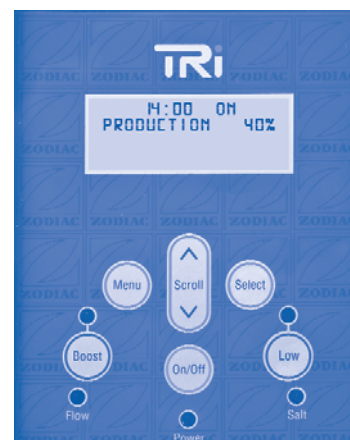 TRi
14:00 ON
PRODUCTION 40%
Menu
Scroll
Select
Boost
On/Off
Low
Flow
Power
Salt
ZODIAC